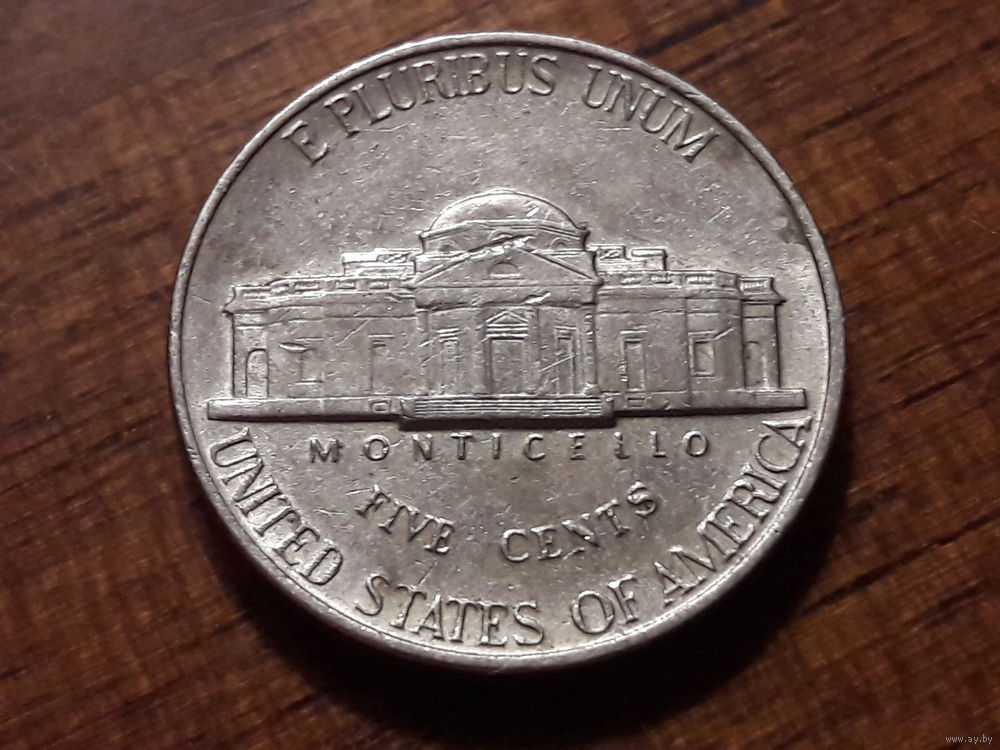 E PLURIBUS UNUM
MONTICELLO
FIVE CENTS
UNITED STATES OF AMERICA
www.ay.by